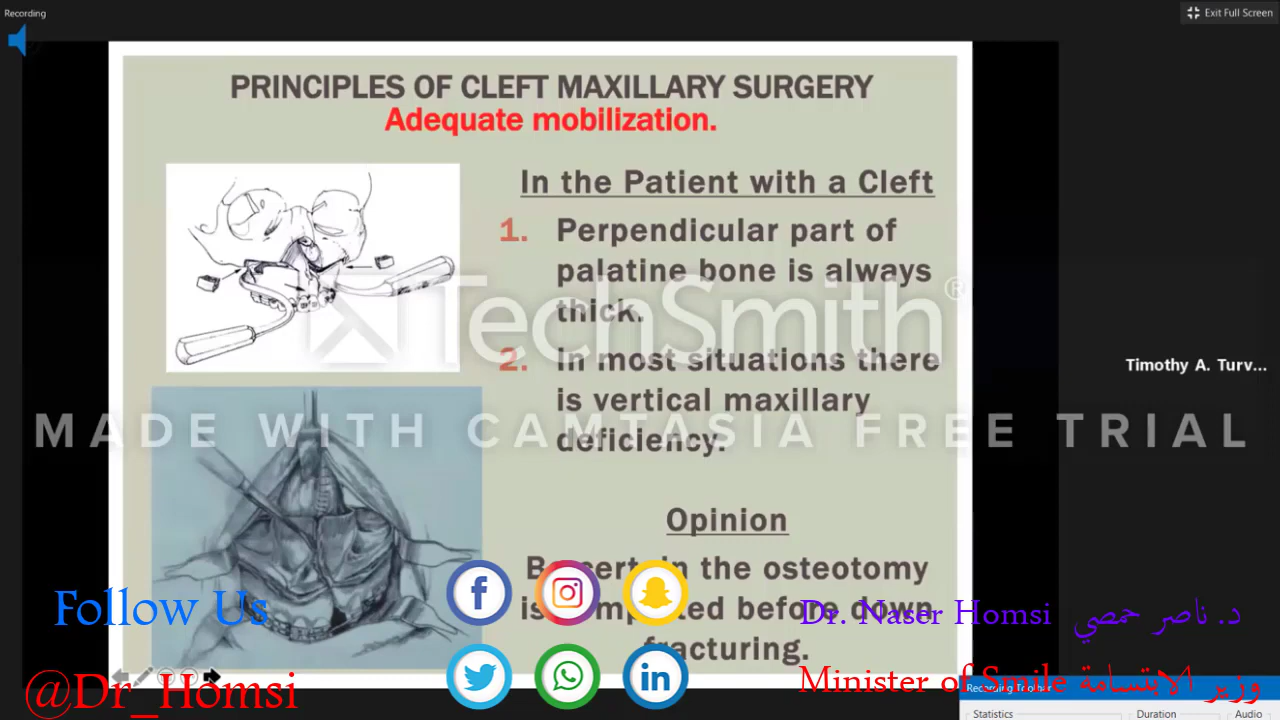 Recording
Exit Full Screen
PRINCIPLES OF CLEFT MAXILLARY SURGERY
Adequate mobilization.
In the Patient with a Cleft
1. Perpendicular part of
palatine bone is always
thick.
2. In most situations there
is vertical maxillary
deficiency.
Opinion
the osteotomy
is before down
fracturing.
TechSmith®
MADE WITH CAMTASIA FREE TRIAL
Timothy A. Turv...
Follow Us
@Dr_Homsi
Dr. Naser Homsi د. ناصر حمصي
Minister of Smile وزير الابتسامة
Recording Toolbar
Statistics Duration Audio